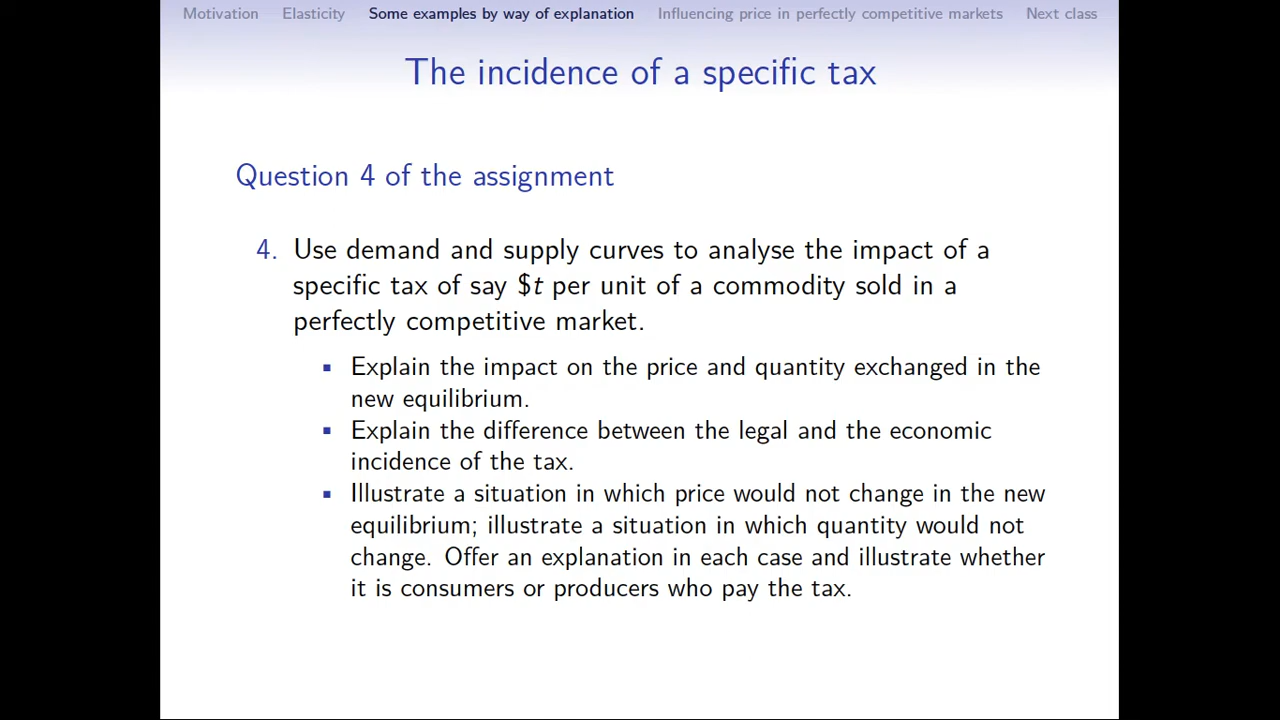 Motivation Elasticity Some examples by way of explanation Influencing price in perfectly competitive markets Next class
The incidence of a specific tax
Question 4 of the assignment
4. Use demand and supply curves to analyse the impact of a
specific tax of say $t per unit of a commodity sold in a
perfectly competitive market.
▪ Explain the impact on the price and quantity exchanged in the
new equilibrium.
▪ Explain the difference between the legal and the economic
incidence of the tax.
▪ Illustrate a situation in which price would not change in the new
equilibrium; illustrate a situation in which quantity would not
change. Offer an explanation in each case and illustrate whether
it is consumers or producers who pay the tax.